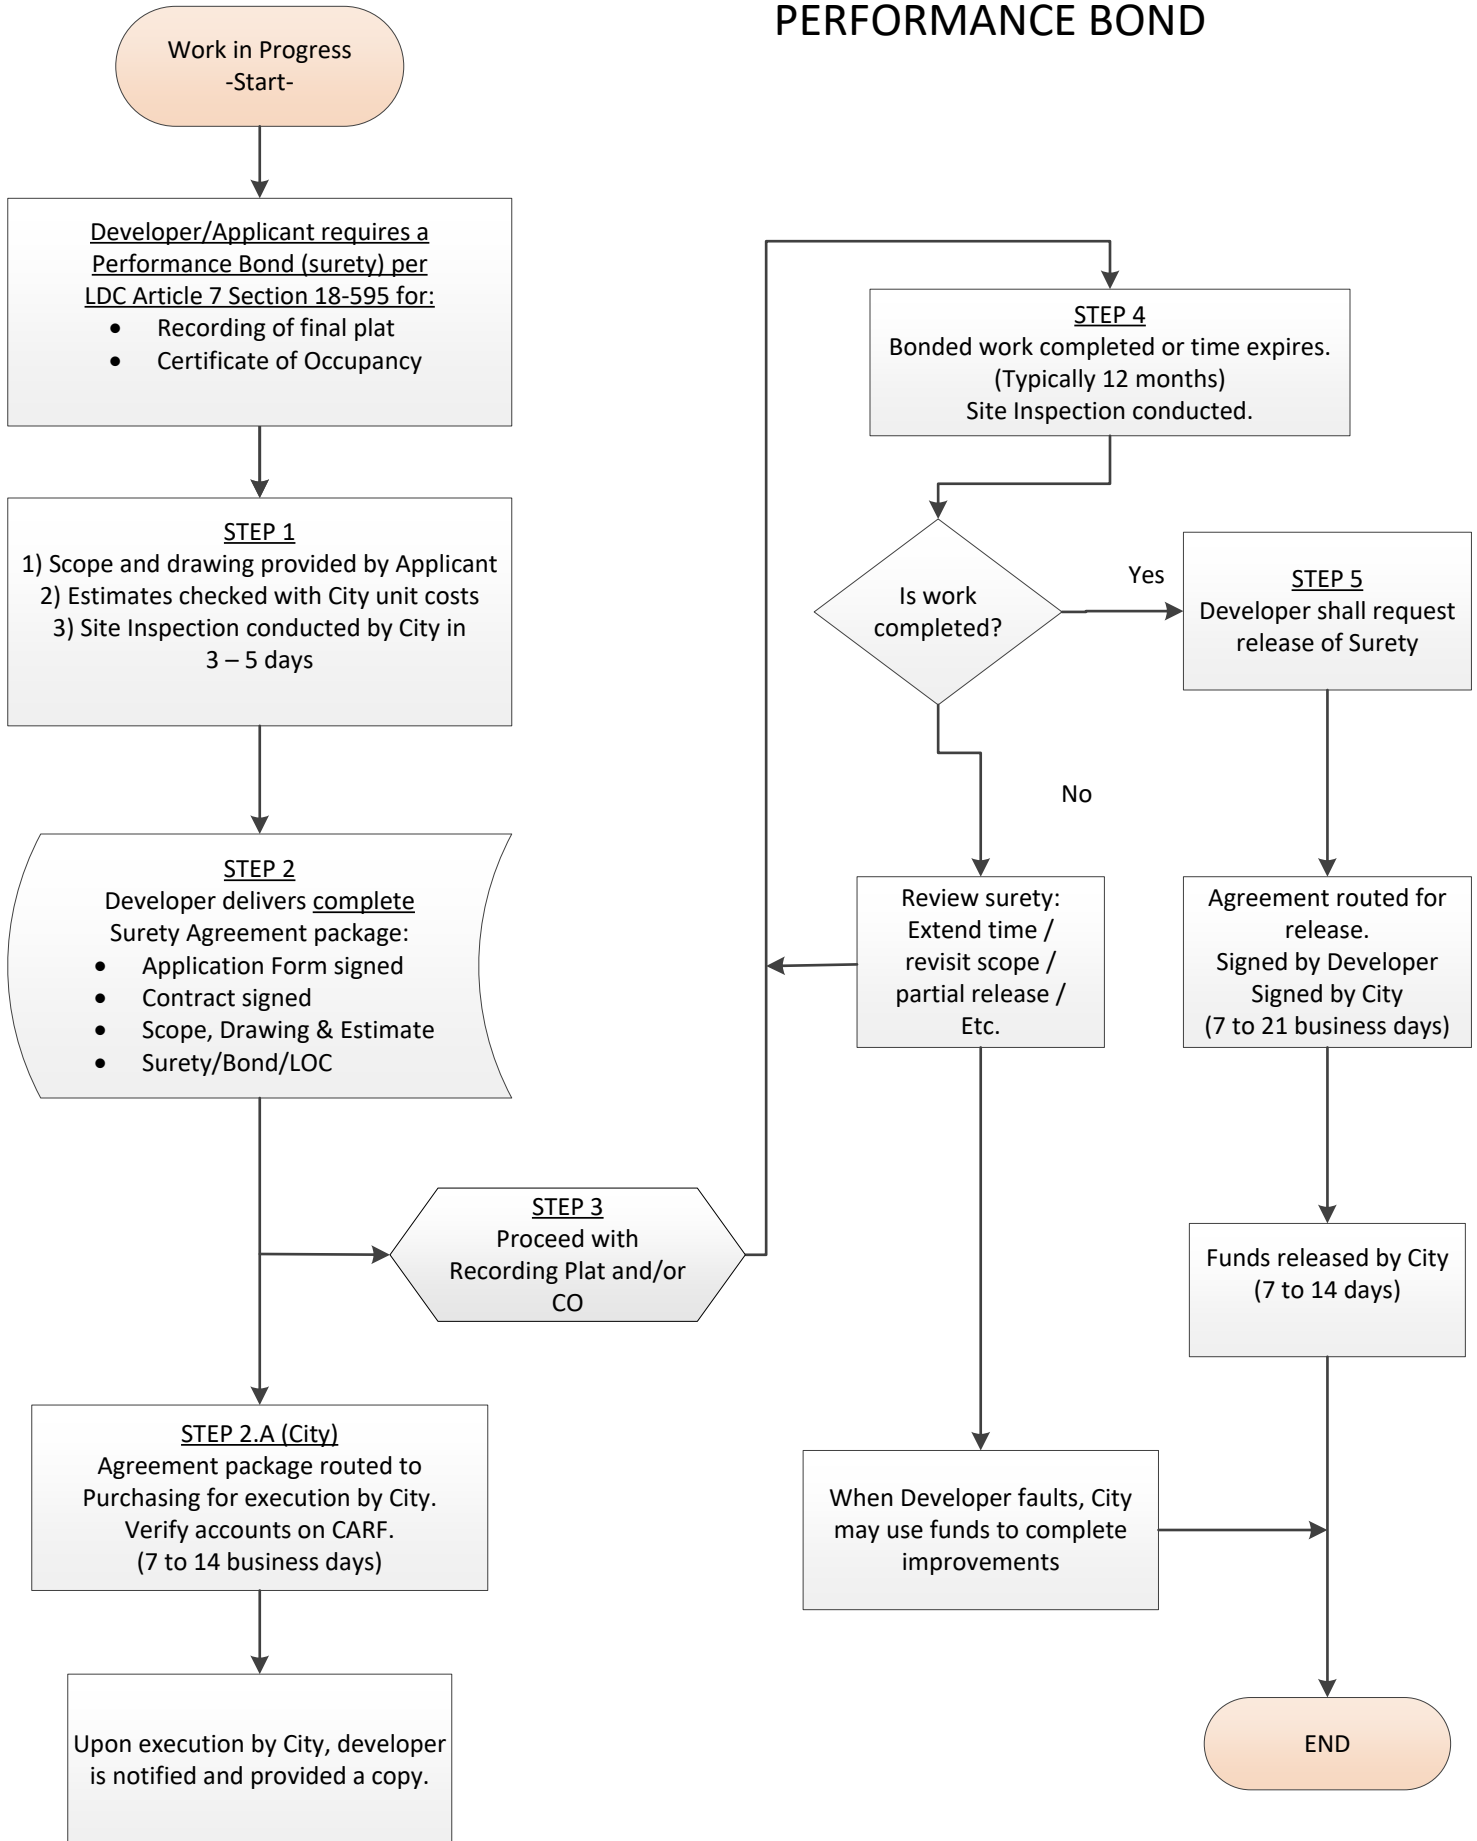 PERFORMANCE BOND
Work in Progress
-Start-
Developer/Applicant requires a
Performance Bond (surety) per
LDC Article 7 Section 18-595 for:
• Recording of final plat
• Certificate of Occupancy
STEP 1
1) Scope and drawing provided by Applicant
2) Estimates checked with City unit costs
3) Site Inspection conducted by City in
3 – 5 days
STEP 2
Developer delivers complete
Surety Agreement package:
• Application Form signed
• Contract signed
• Scope, Drawing & Estimate
• Surety/Bond/LOC
STEP 3
Proceed with
Recording Plat and/or
CO
STEP 2.A (City)
Agreement package routed to
Purchasing for execution by City.
Verify accounts on CARF.
(7 to 14 business days)
Upon execution by City, developer
is notified and provided a copy.
STEP 4
Bonded work completed or time expires.
(Typically 12 months)
Site Inspection conducted.
Is work
completed?
Yes
No
STEP 5
Developer shall request
release of Surety
Review surety:
Extend time /
revisit scope /
partial release /
Etc.
Agreement routed for
release.
Signed by Developer
Signed by City
(7 to 21 business days)
Funds released by City
(7 to 14 days)
When Developer faults, City
may use funds to complete
improvements
END